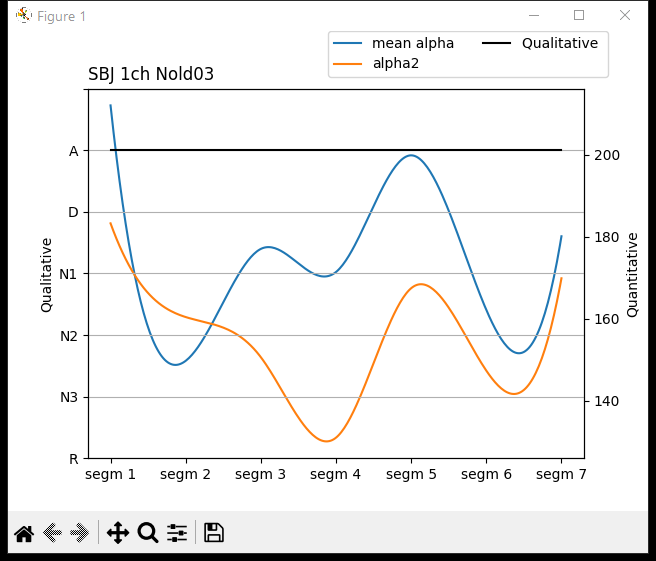 Figure 1
mean alpha
alpha2
Qualitative
SBJ 1ch Nold03
A
D
N1
N2
N3
R
Qualitative
200
180
160
140
Quantitative
segm 1 segm 2 segm 3 segm 4 segm 5 segm 6 segm 7